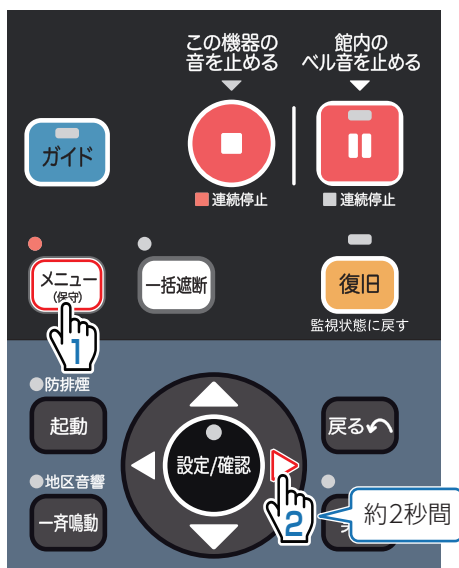 この機器の
音を止める
館内の
ベル音を止める
ガイド
連続停止
連続停止
メニュー
(保守)
一括遮断
復旧
監視状態に戻す
1
防排煙
起動
設定/確認
戻る
地区音響
一斉鳴動
2
約2秒間